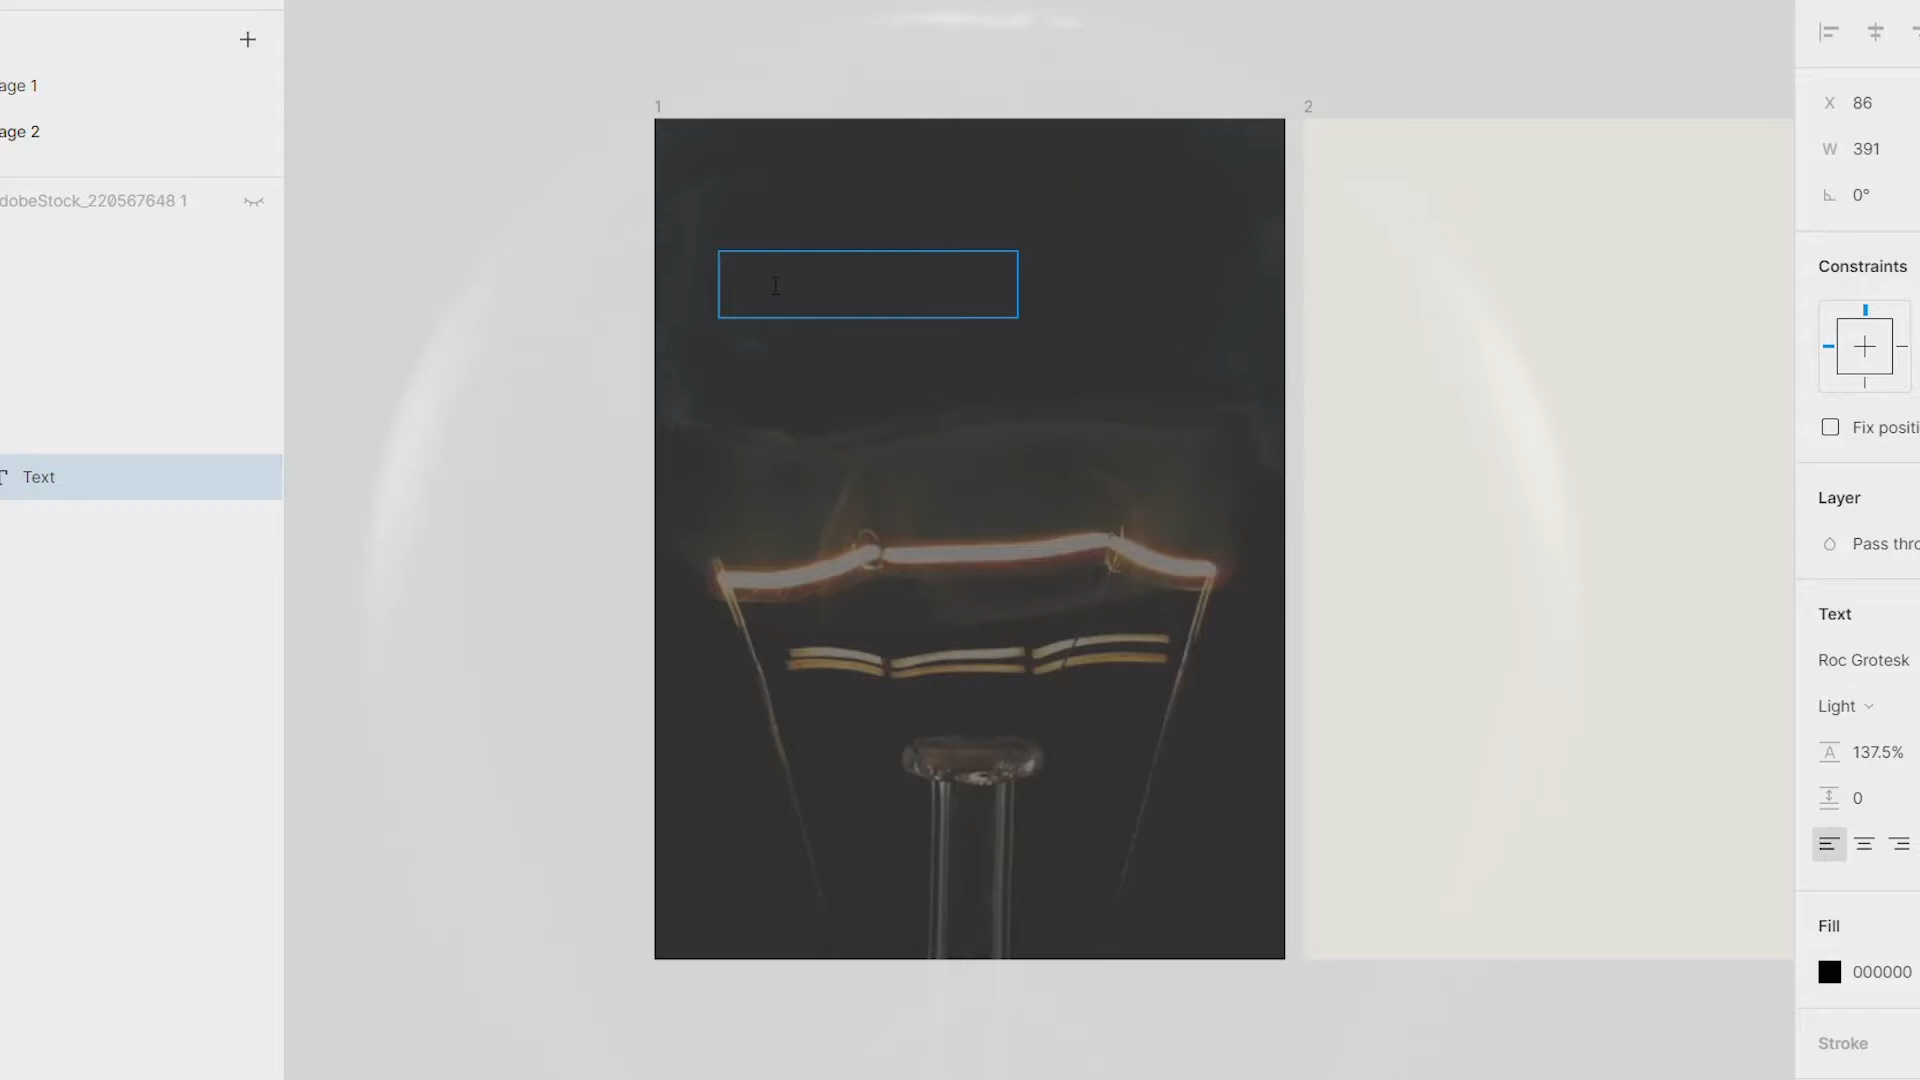 age 1
age 2
dobeStock_220567648 1
Text
1
2
X 86
W 391
0°
Constraints
Fix positi
Layer
Pass thro
Text
Roc Grotesk
Light
A 137.5%
0
Fill
000000
Stroke